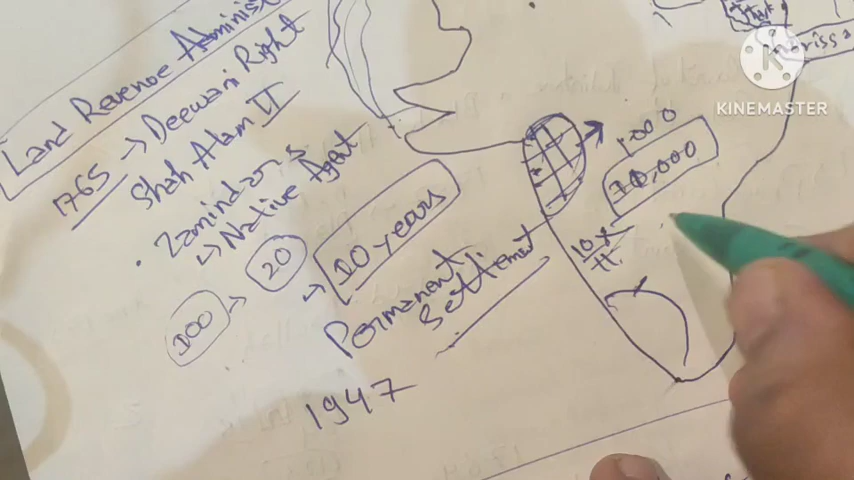 Land Revenue Administ
1765 → Deewani Right
Shah Alam II
• Zamindars
↳ Native Agent
100 → 20 ↳ 10 years
Permanent
Settlement
1947
1000
10,000
10x
KINEMASTER